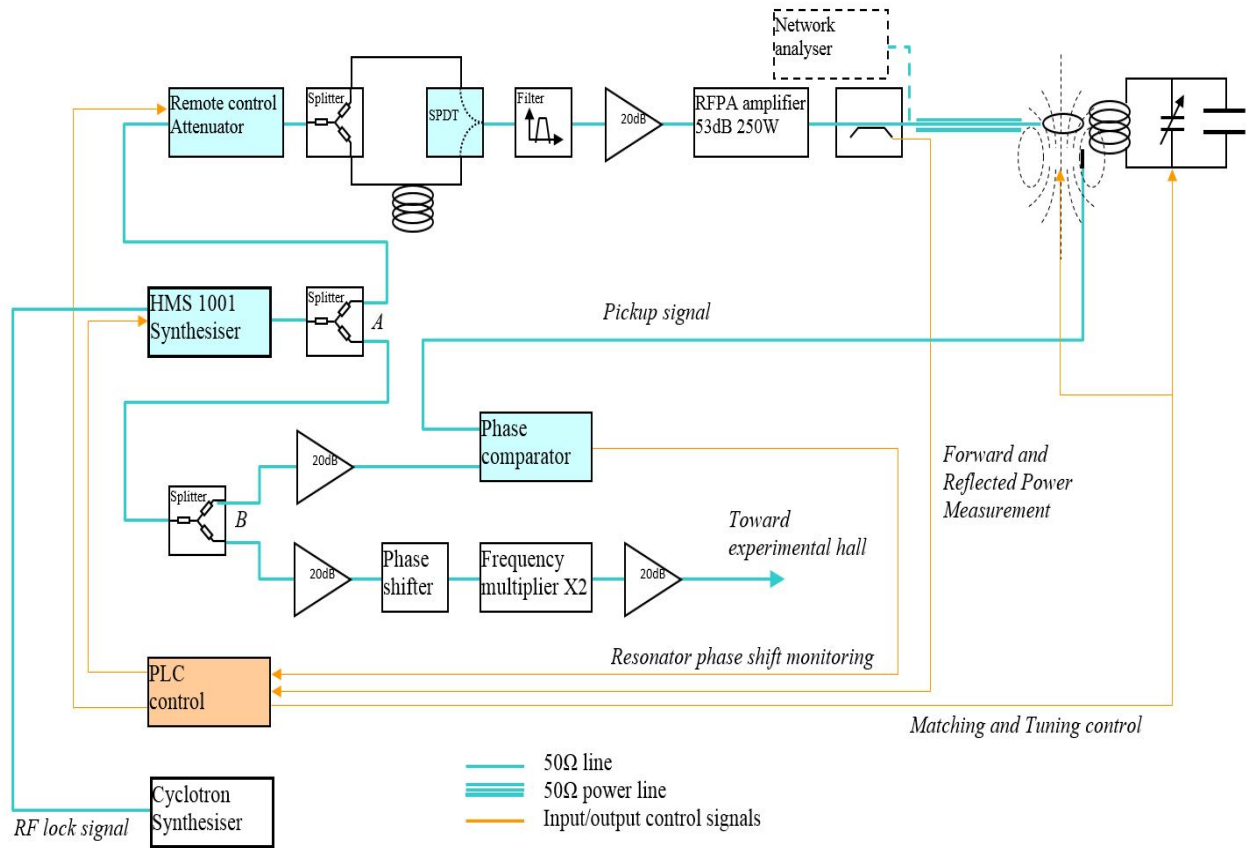 Network
analyser
Remote control
Attenuator
Splitter
SPDT
Filter
20dB
RFPA amplifier
53dB 250W
HMS 1001
Synthesiser
Splitter
A
Pickup signal
Phase
comparator
20dB
Splitter
B
Forward and
Reflected Power
Measurement
Toward
experimental hall
20dB
Phase
shifter
Frequency
multiplier X2
20dB
Resonator phase shift monitoring
PLC
control
Matching and Tuning control
50Ω line
50Ω power line
Input/output control signals
Cyclotron
Synthesiser
RF lock signal